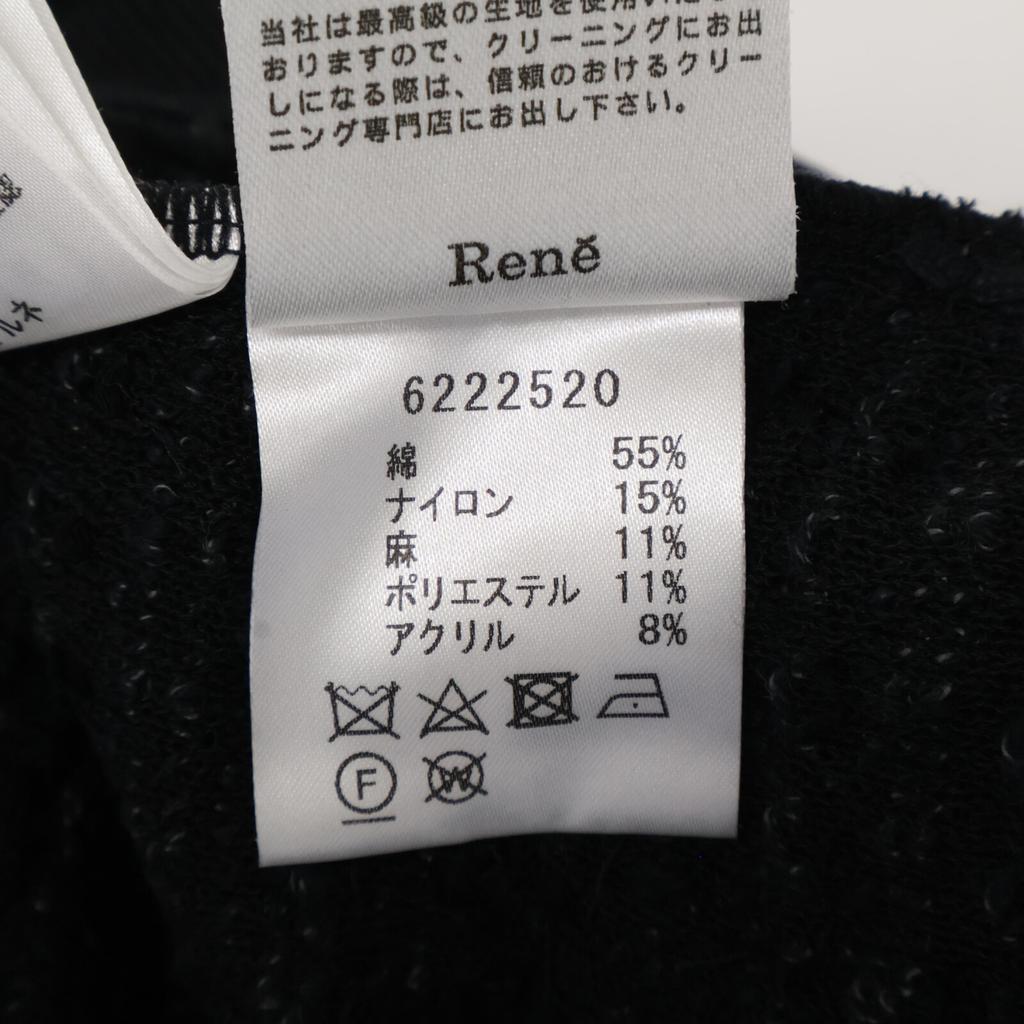 当社は最高級の生地を使用いたして
おりますので、クリーニングにお出
しになる際は、信頼のおけるクリー
ニング専門店にお出し下さい。
René
ルネ
6222520
綿 55%
ナイロン 15%
麻 11%
ポリエステル 11%
アクリル 8%
F W